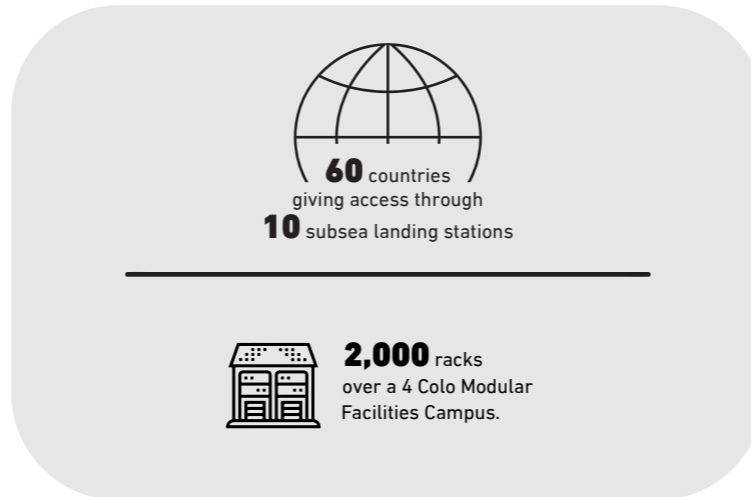 60 countries
giving access through
10 subsea landing stations
2,000 racks
over a 4 Colo Modular
Facilities Campus.